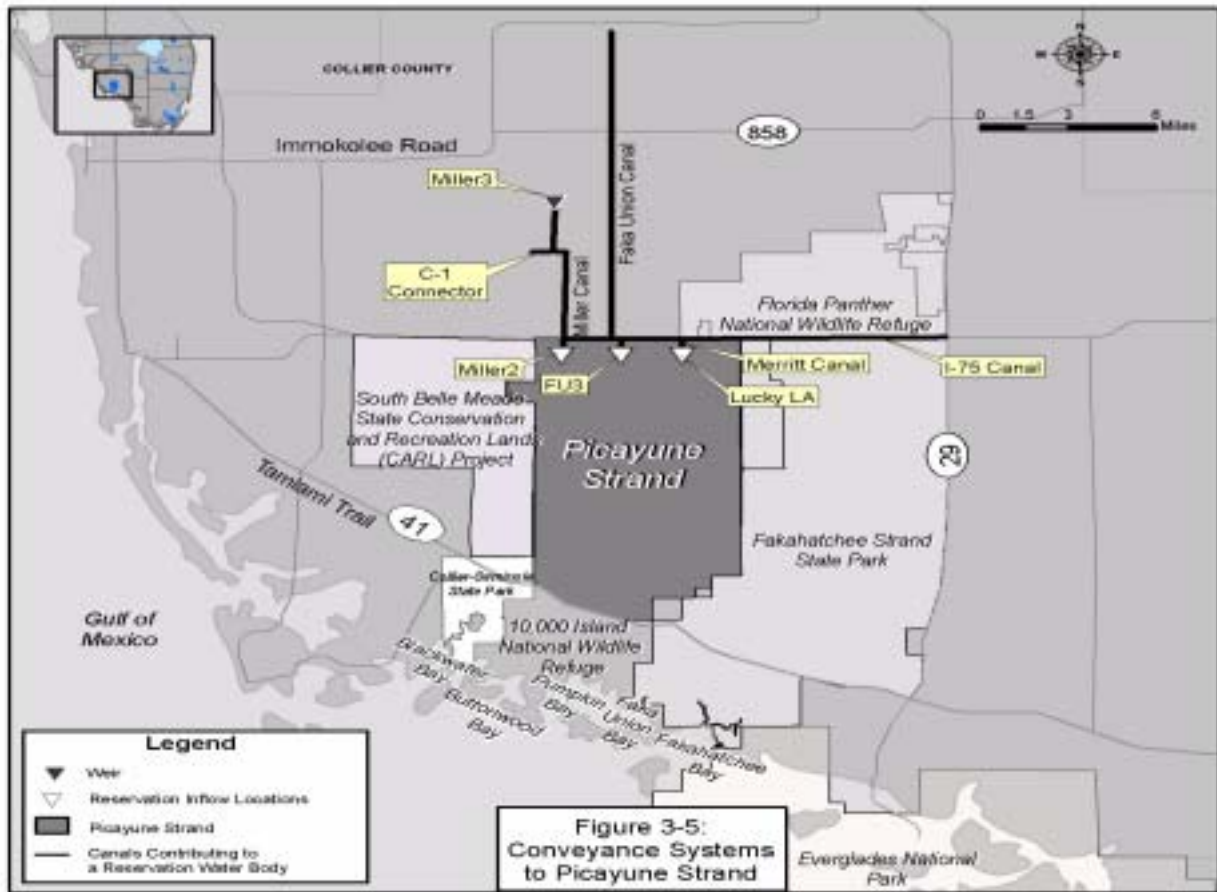 COLLIER COUNTY
N
W
E
S
0 1.5 3 6
Miles
858
Immokolee Road
Miller3
Faka Union Canal
C-1
Connector
Miller Canal
Florida Panther
National Wildlife Refuge
Miller2
FU3
Merritt Canal
I-75 Canal
Lucky LA
South Belle Meade
State Conservation
and Recreation Lands
(CARL) Project
Picayune
Strand
29
Tamiami Trail
41
Fakahatchee Strand
State Park
Collier-Seminole
State Park
Gulf of
Mexico
10,000 Island
National Wildlife
Refuge
Blackwater
Bay
Buttonwood
Bay
Pumpkin
Bay
Faka
Union
Bay
Fakahatchee
Bay
Legend
Weir
Reservation Inflow Locations
Picayune Strand
Canals Contributing to
a Reservation Water Body
Figure 3-5:
Conveyance Systems
to Picayune Strand
Everglades National
Park